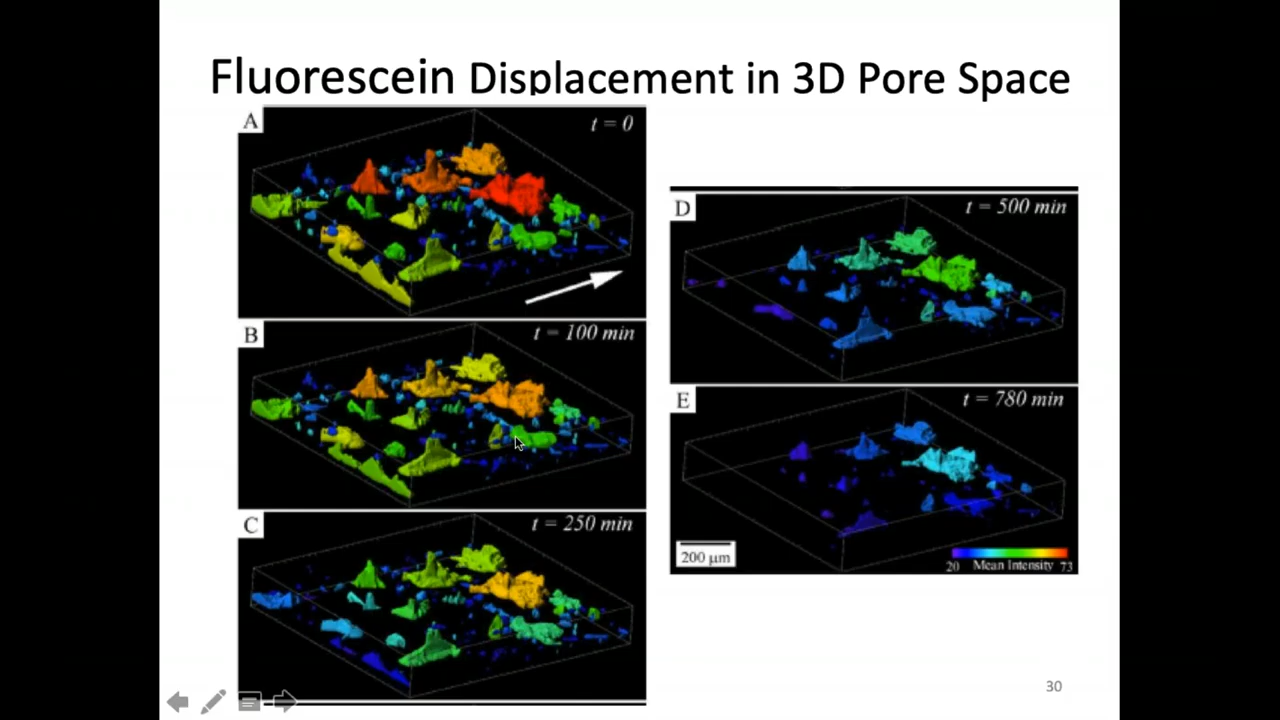 Fluorescein Displacement in 3D Pore Space
A
t = 0
B
t = 100 min
C
t = 250 min
D
t = 500 min
E
t = 780 min
200 μm
20 Mean Intensity 73
30